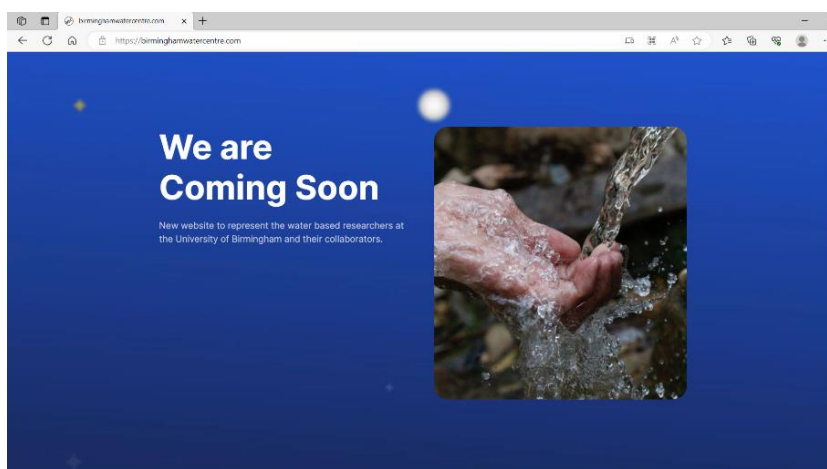 birminghamwatercentre.com
https://birminghamwatercentre.com
We are
Coming Soon
New website to represent the water based researchers at
the University of Birmingham and their collaborators.